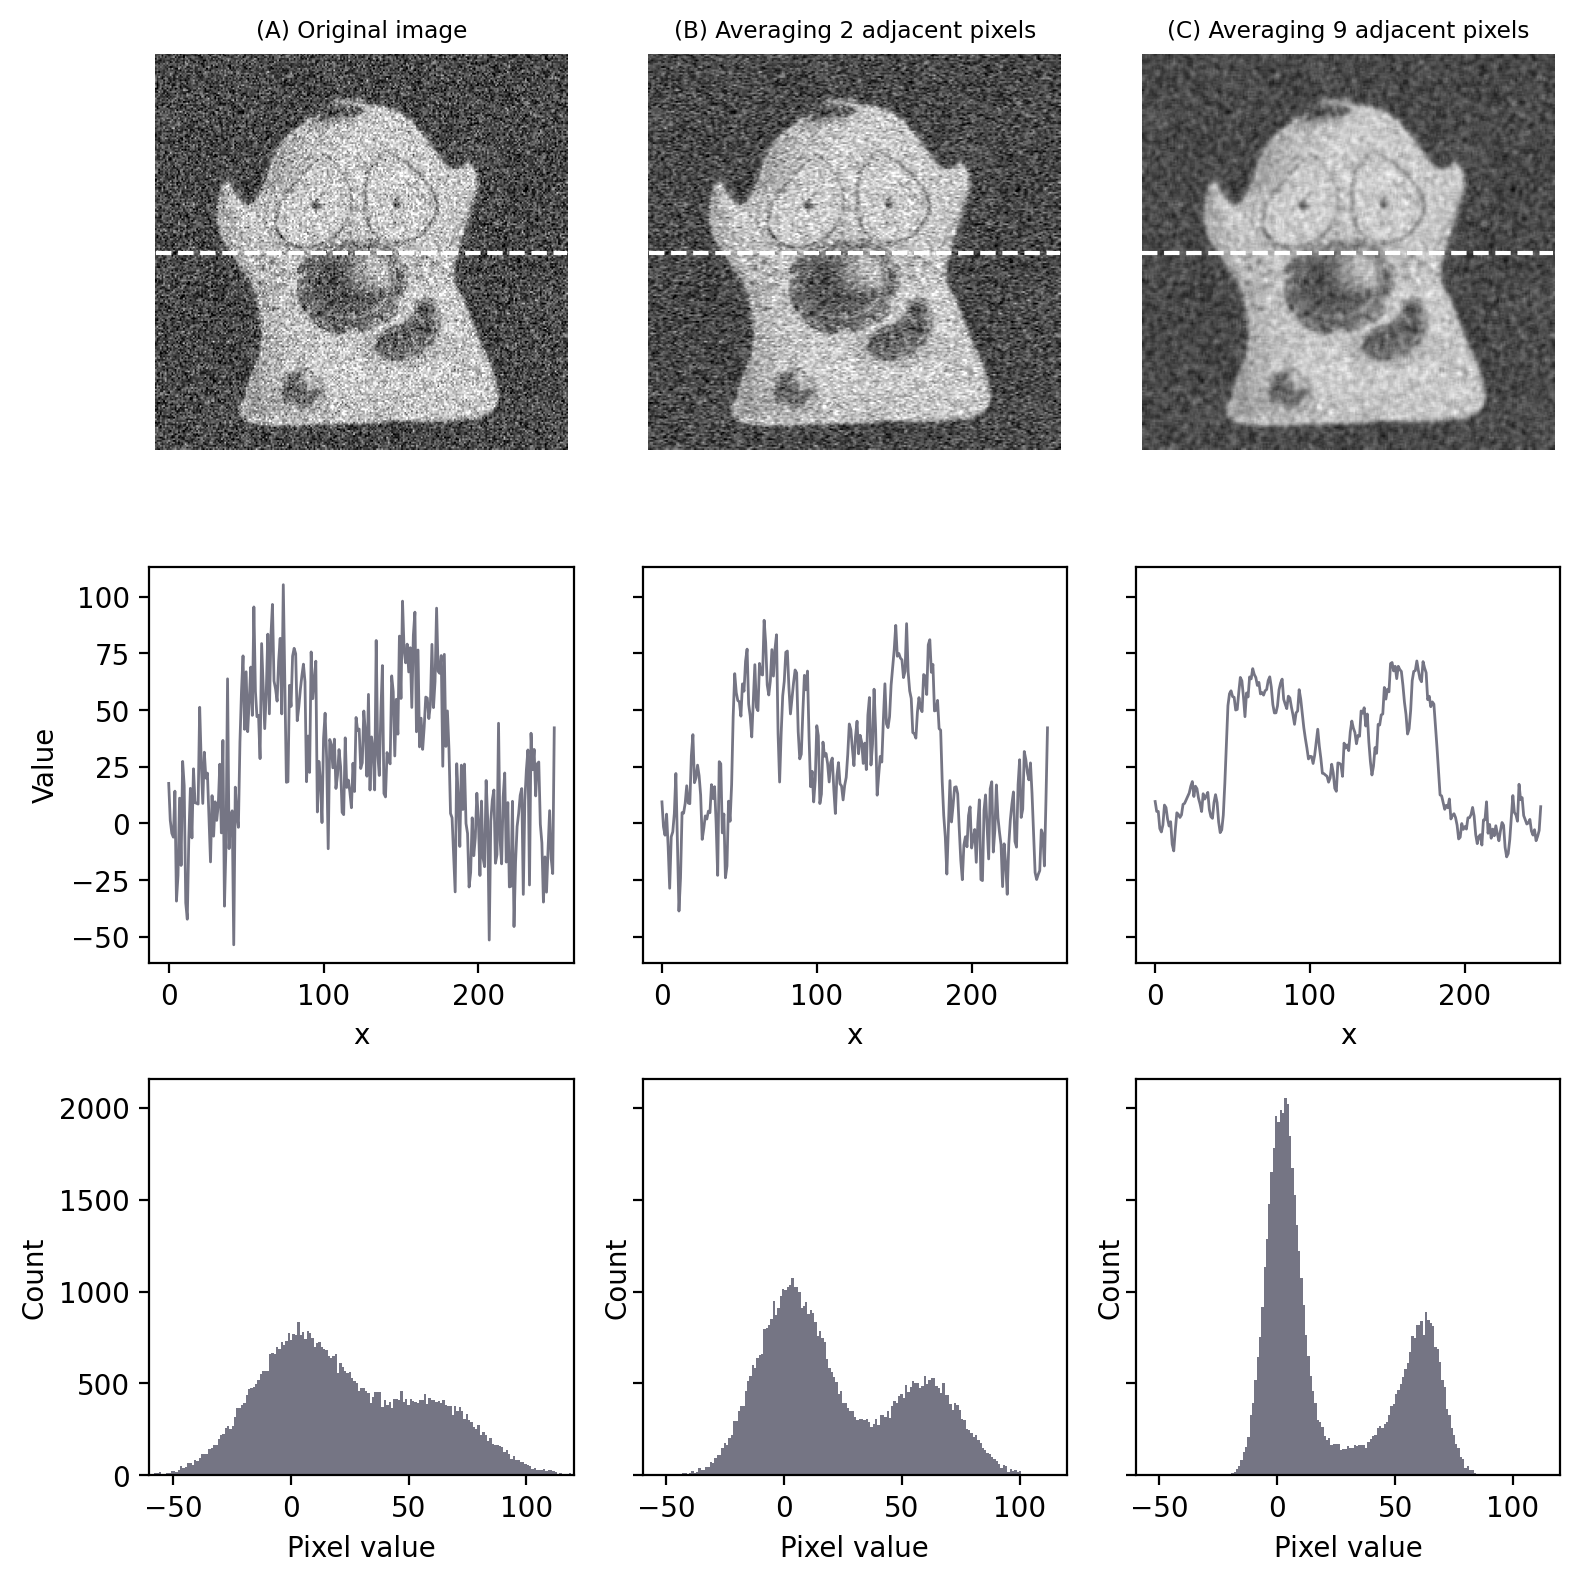 (A) Original image
(B) Averaging 2 adjacent pixels
(C) Averaging 9 adjacent pixels
100
75
50
25
0
−25
−50
Value
0 100 200
x
0 100 200
x
0 100 200
x
2000
1500
1000
500
0
Count
−50 0 50 100
Pixel value
Count
−50 0 50 100
Pixel value
Count
−50 0 50 100
Pixel value